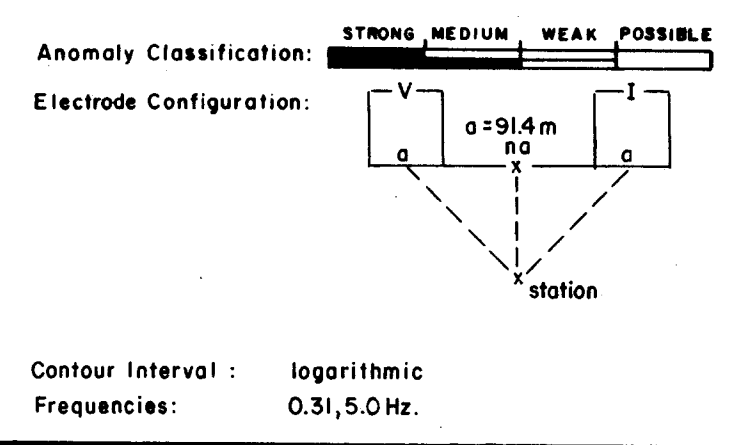 STRONG MEDIUM WEAK POSSIBLE
Anomaly Classification:
Electrode Configuration:
V I
a = 91.4 m
na
a x a
x station
Contour Interval : logarithmic
Frequencies: 0.31, 5.0 Hz.